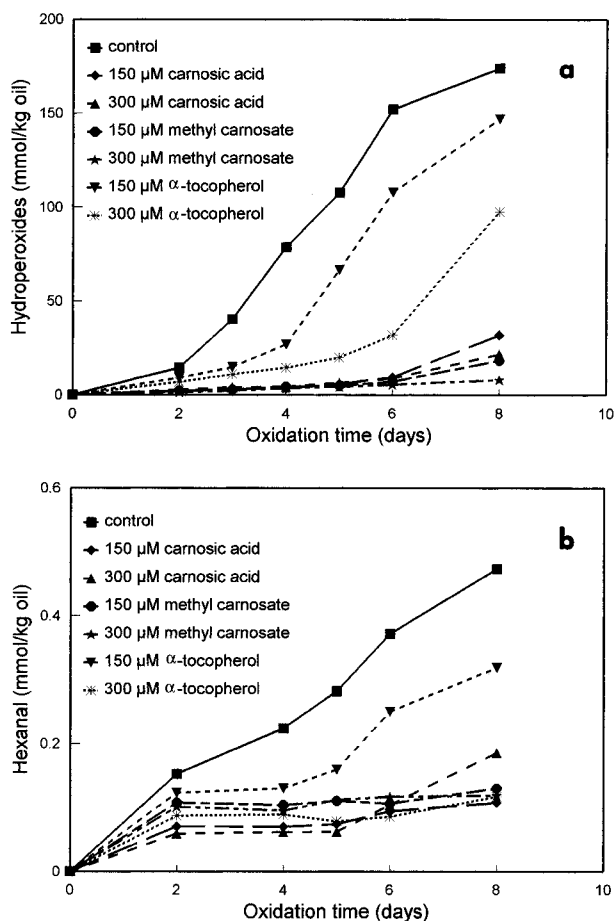 200
150
100
50
0
Hydroperoxides (mmol/kg oil)
control
150 µM carnosic acid
300 µM carnosic acid
150 µM methyl carnosate
300 µM methyl carnosate
150 µM α-tocopherol
300 µM α-tocopherol
a
0 2 4 6 8 10
Oxidation time (days)
0.6
0.4
0.2
0
Hexanal (mmol/kg oil)
control
150 µM carnosic acid
300 µM carnosic acid
150 µM methyl carnosate
300 µM methyl carnosate
150 µM α-tocopherol
300 µM α-tocopherol
b
0 2 4 6 8 10
Oxidation time (days)